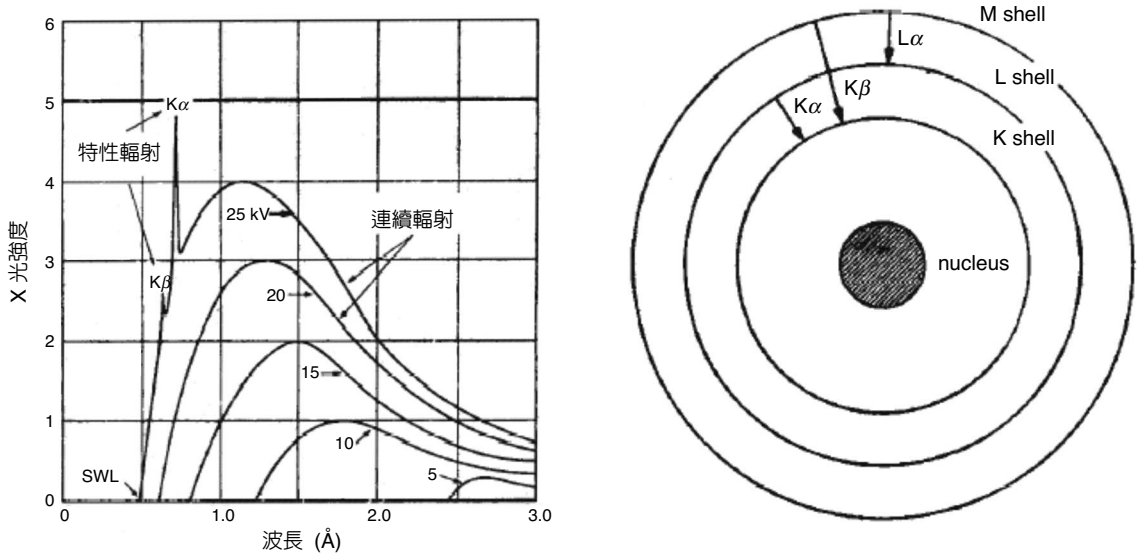 6
5
4
3
2
1
0
X 光強度
Kα
特性輻射
Kβ
25 kV
連續輻射
20
15
10
5
SWL
0
1.0
2.0
3.0
波長 (Å)
M shell
Lα
L shell
Kβ
Kα
K shell
nucleus